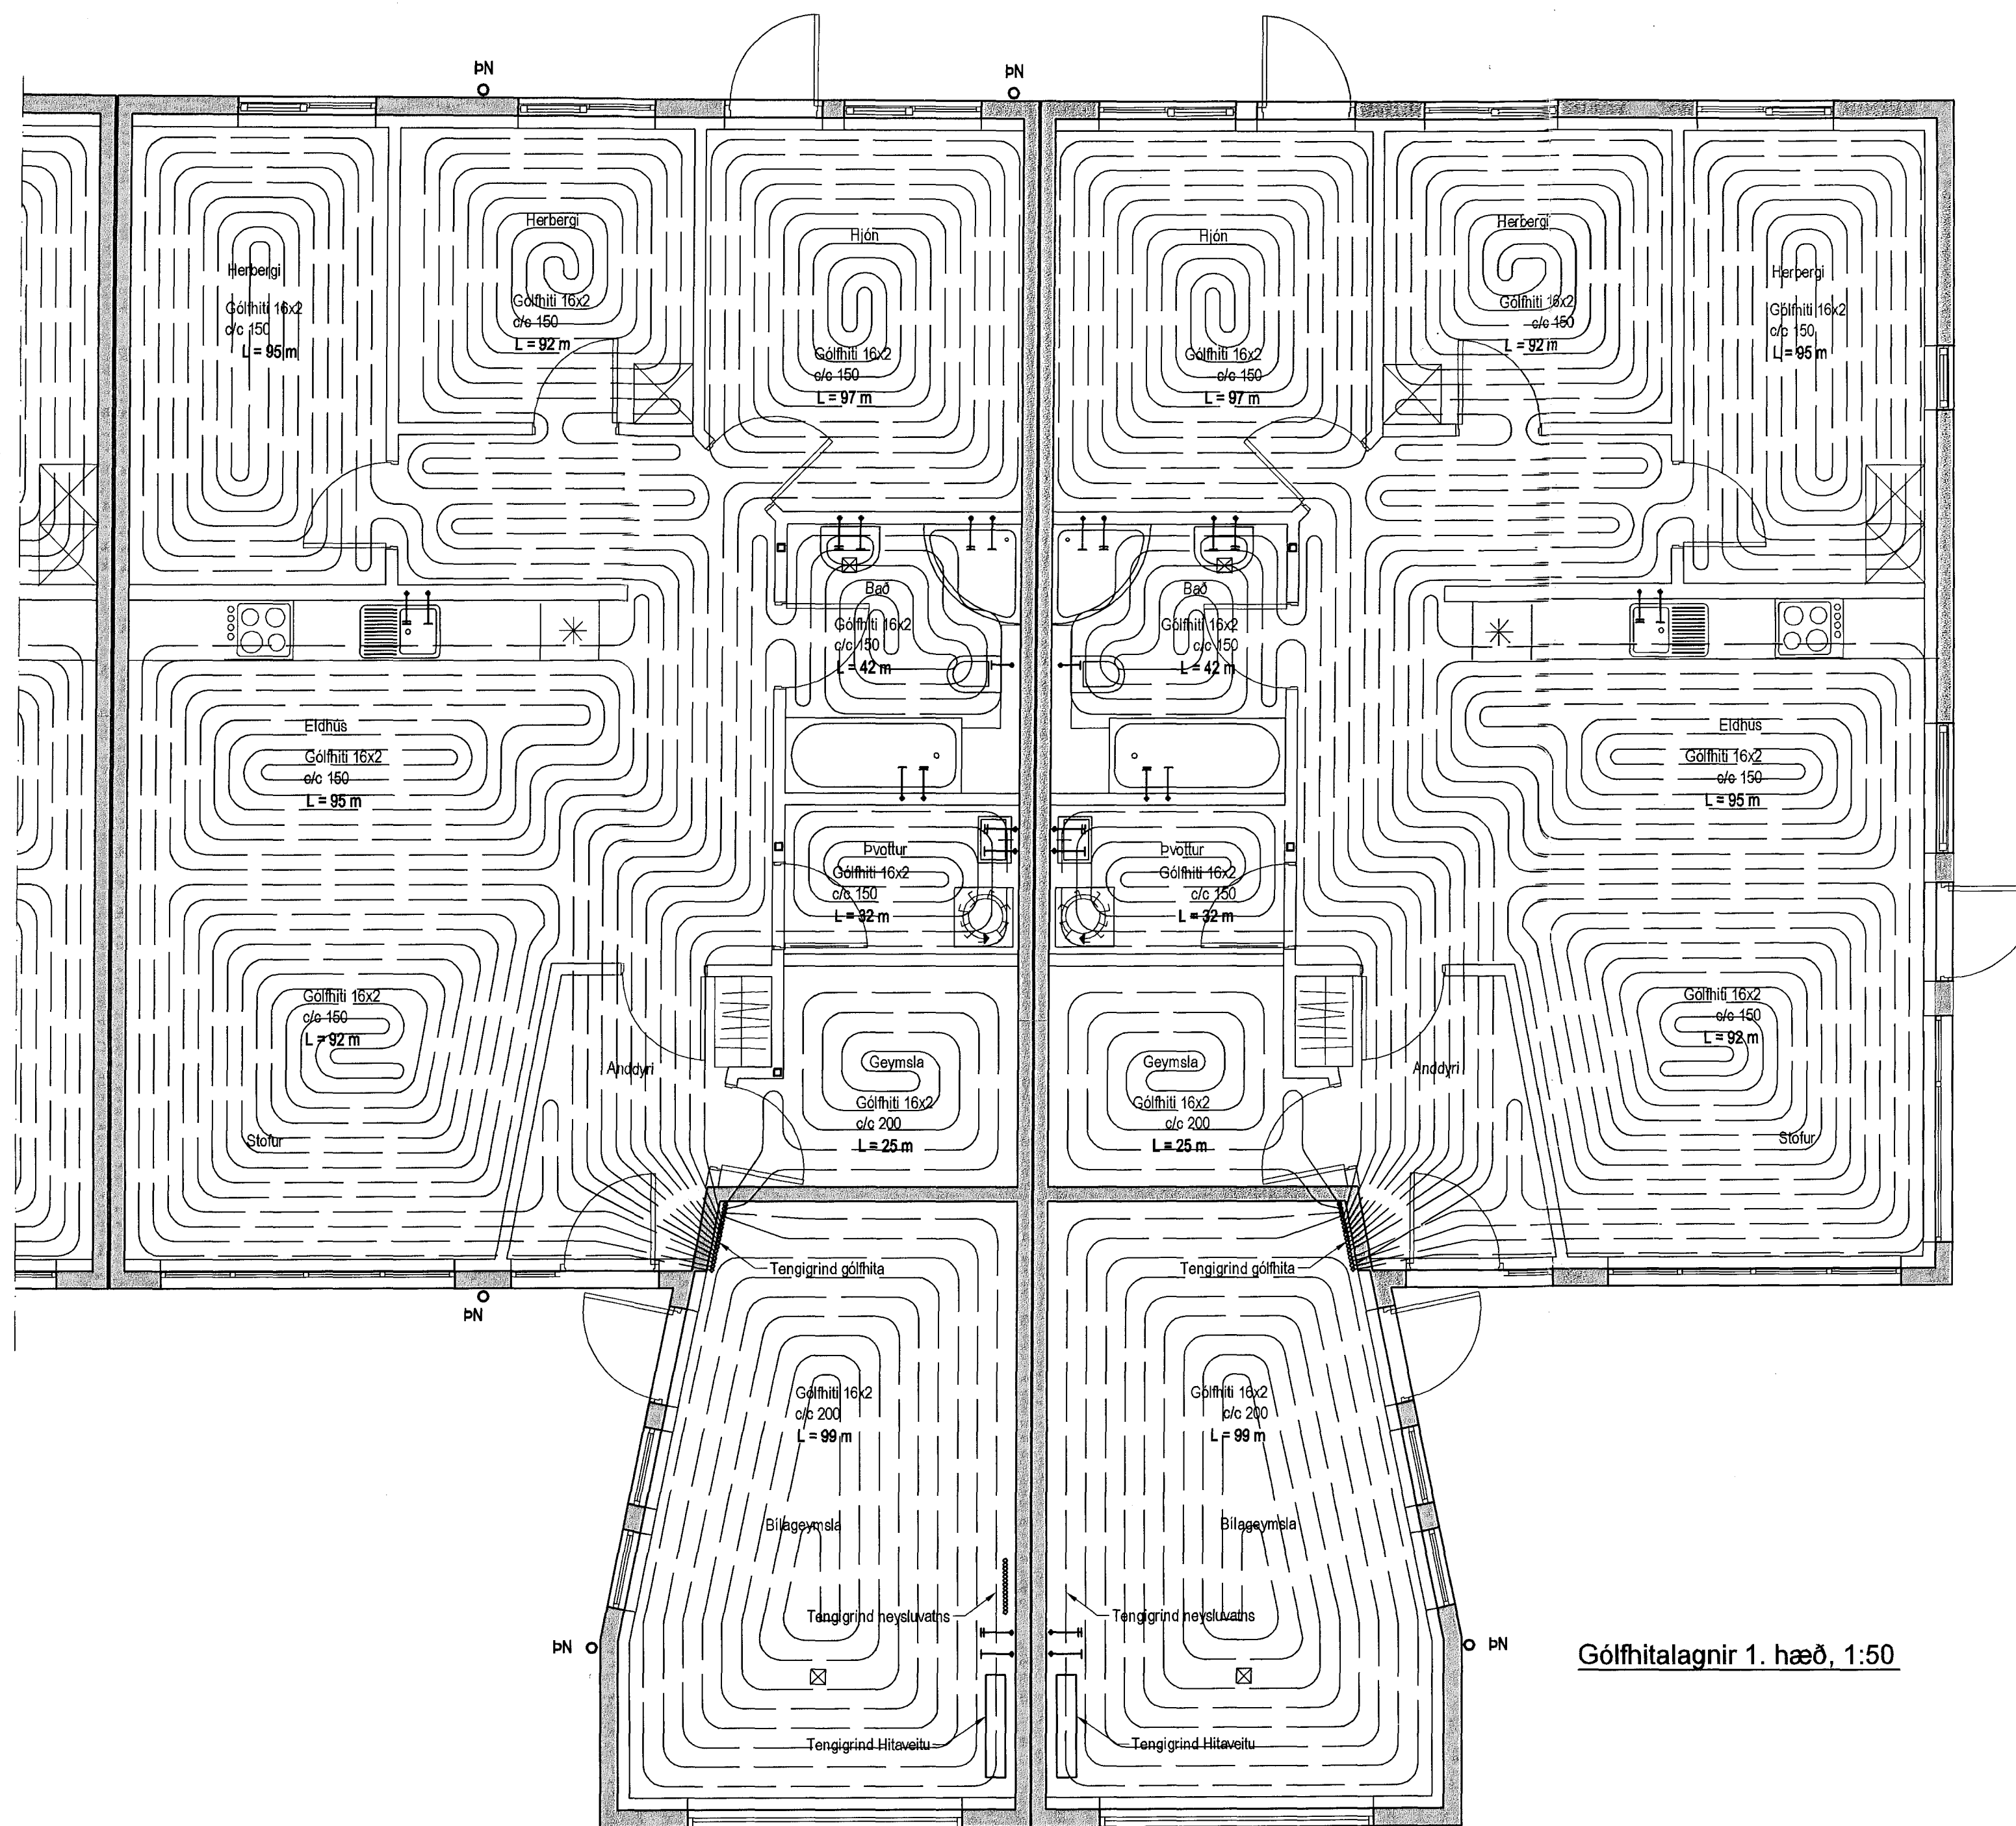 ÞN
ÞN
Herbergi
Gólfhiti 16x2
c/c 150
L = 95 m
Herbergi
Gólfhiti 16x2
c/c 150
L = 92 m
Hjón
Gólfhiti 16x2
c/c 150
L = 97 m
Hjón
Gólfhiti 16x2
c/c 150
L = 97 m
Herbergi
Gólfhiti 16x2
c/c 150
L = 92 m
Herbergi
Gólfhiti 16x2
c/c 150
L = 95 m
Bað
Gólfhiti 16x2
c/c 150
L = 42 m
Bað
Gólfhiti 16x2
c/c 150
L = 42 m
Eldhús
Gólfhiti 16x2
c/c 150
L = 95 m
Eldhús
Gólfhiti 16x2
c/c 150
L = 95 m
Þvottur
Gólfhiti 16x2
c/c 150
L = 32 m
Þvottur
Gólfhiti 16x2
c/c 150
L = 32 m
Gólfhiti 16x2
c/c 150
L = 92 m
Stofur
Anddyri
Geymsla
Gólfhiti 16x2
c/c 200
L = 25 m
Geymsla
Gólfhiti 16x2
c/c 200
L = 25 m
Anddyri
Gólfhiti 16x2
c/c 150
L = 92 m
Stofur
Tengigrind gólfhita
Tengigrind gólfhita
ÞN
Gólfhiti 16x2
c/c 200
L = 99 m
Gólfhiti 16x2
c/c 200
L = 99 m
Bílageymsla
Bílageymsla
Tengigrind neysluvatns
Tengigrind neysluvatns
ÞN
ÞN
Gólfhitalagnir 1. hæð, 1:50
Tengigrind Hitaveitu
Tengigrind Hitaveitu